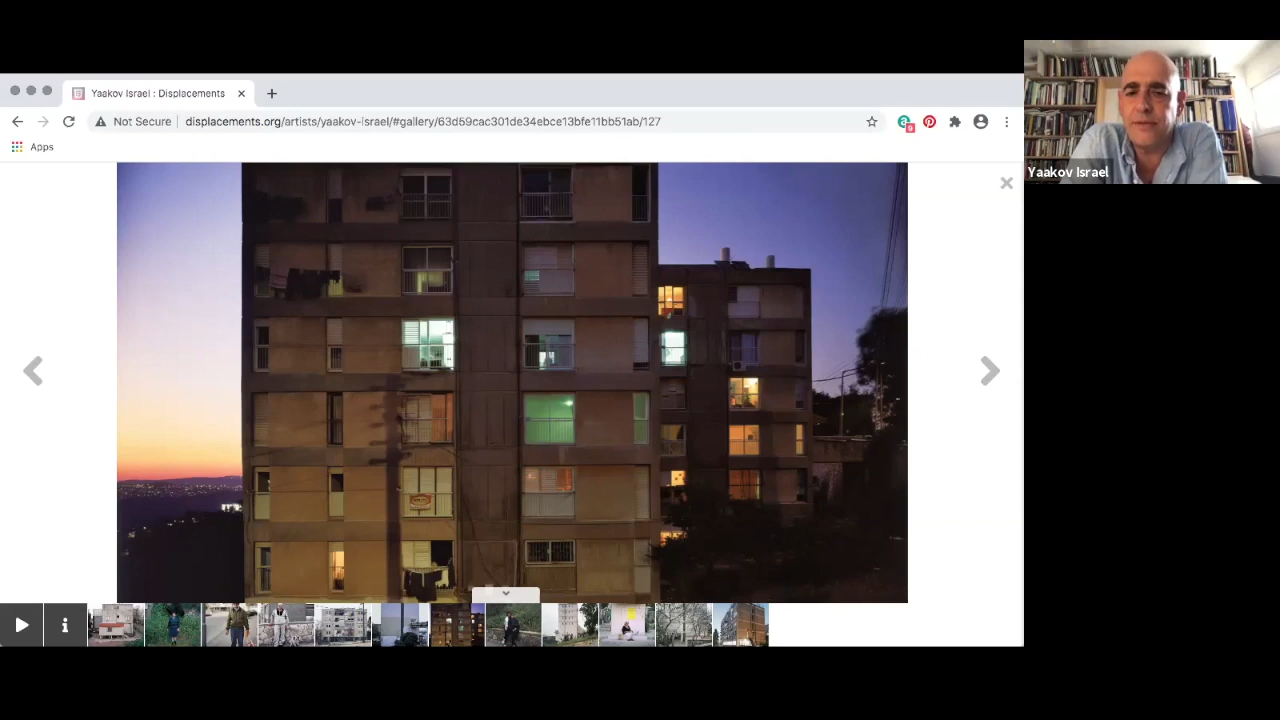 Yaakov Israel : Displacements
Not Secure
displacements.org/artists/yaakov-israel/#gallery/63d59cac301de34ebce13bfe11bb51ab/127
Apps
Yaakov Israel